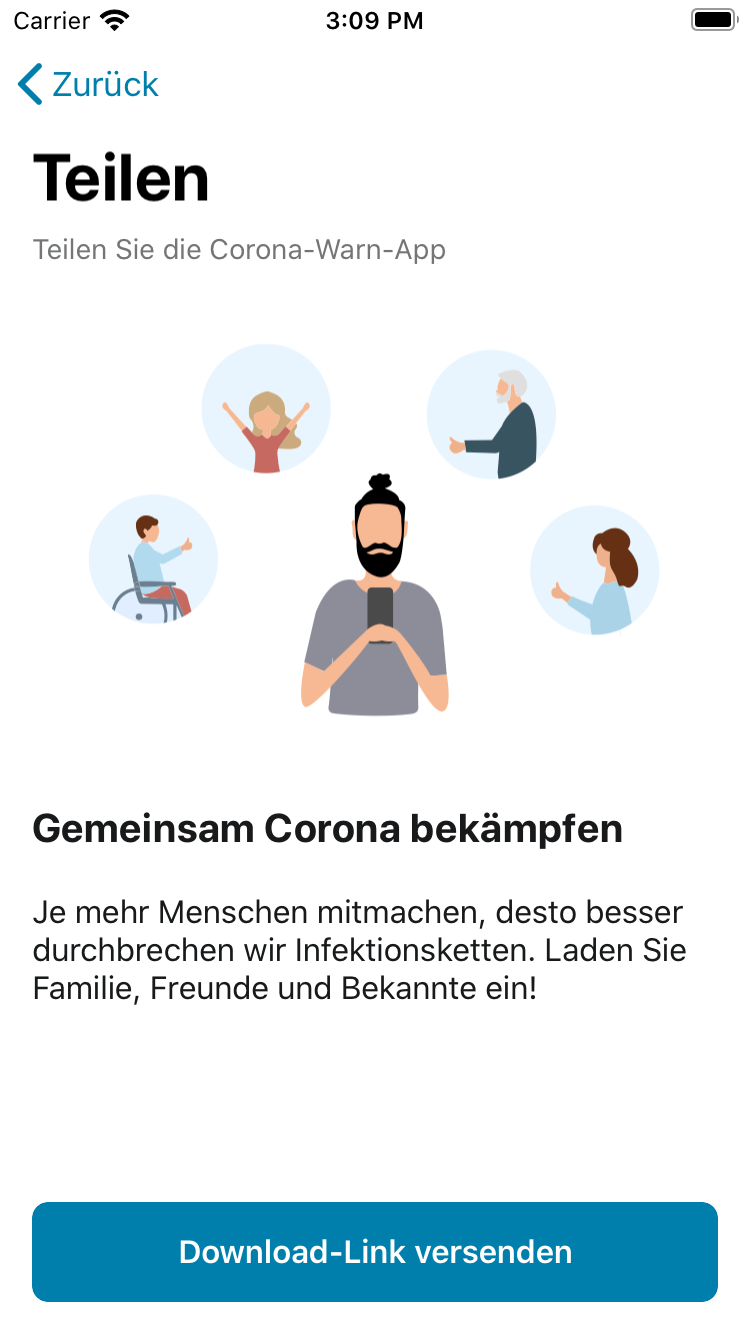 Carrier 3:09 PM
Zurück
Teilen
Teilen Sie die Corona-Warn-App
Gemeinsam Corona bekämpfen
Je mehr Menschen mitmachen, desto besser
durchbrechen wir Infektionsketten. Laden Sie
Familie, Freunde und Bekannte ein!
Download-Link versenden